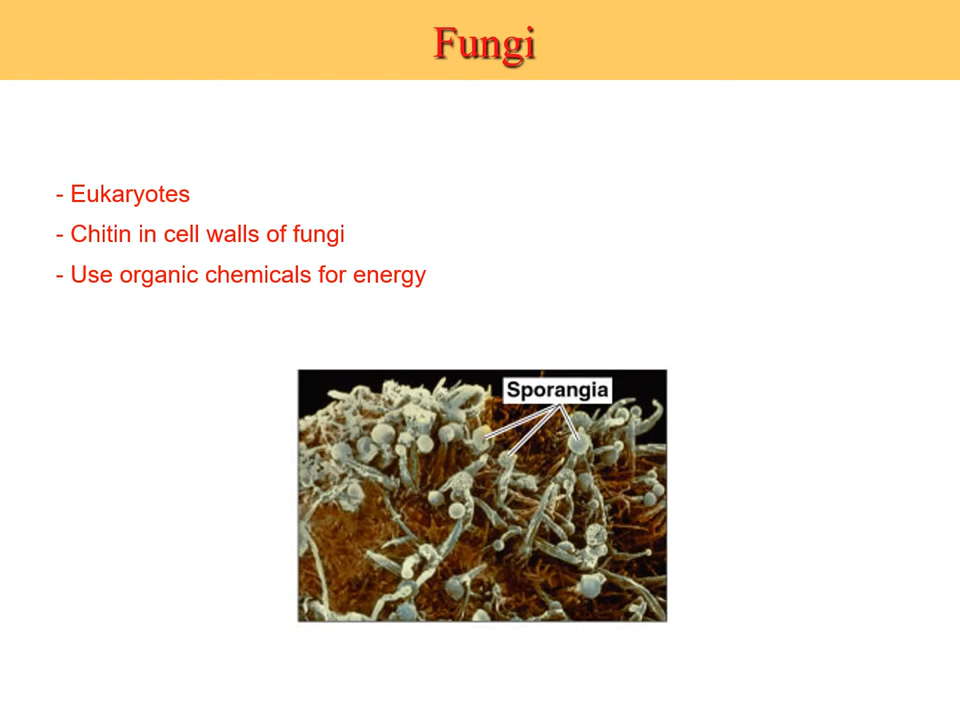 Fungi
- Eukaryotes
- Chitin in cell walls of fungi
- Use organic chemicals for energy
Sporangia